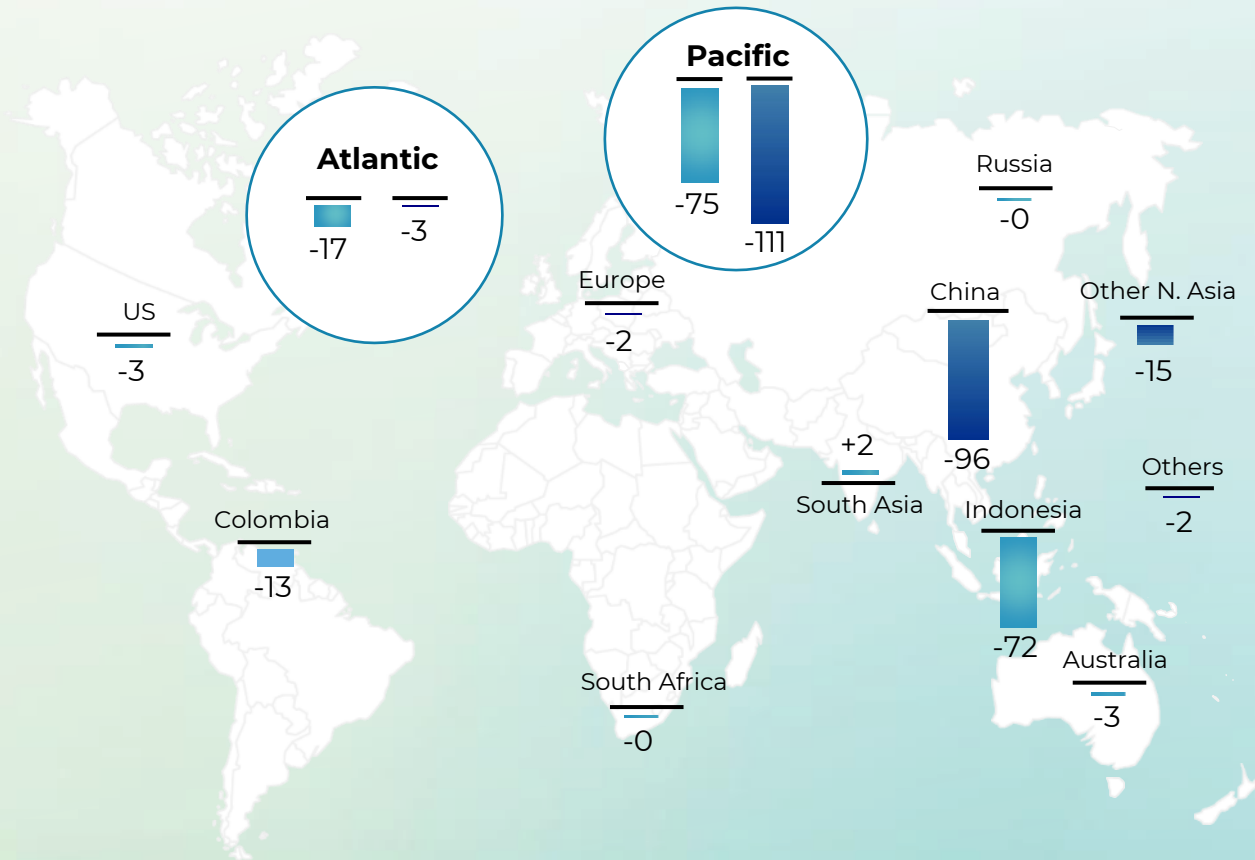 Pacific
-75
-111
Atlantic
-17
-3
Russia
-0
Europe
-2
China
-96
Other N. Asia
-15
US
-3
+2
South Asia
Others
-2
Colombia
-13
Indonesia
-72
Australia
-3
South Africa
-0